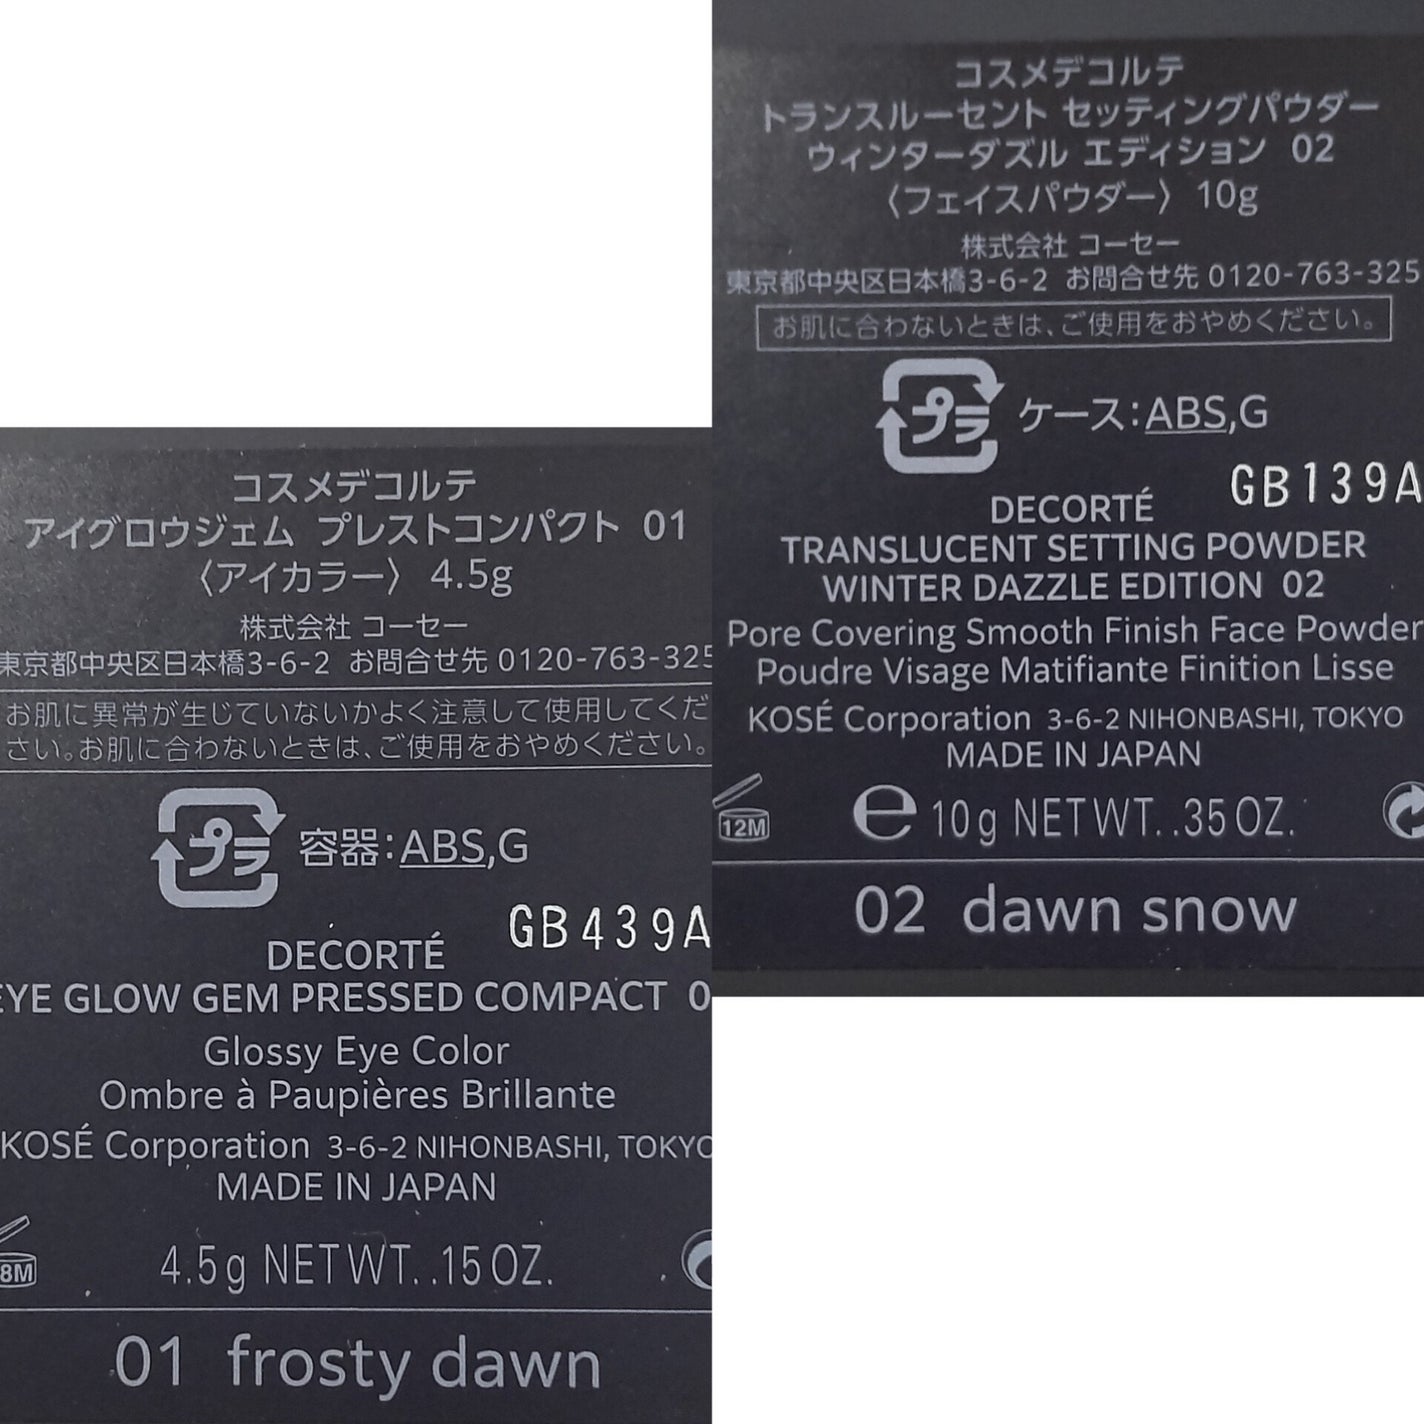 コスメデコルテ
アイグロウジェム プレストコンパクト 01
〈アイカラー〉 4.5g
株式会社 コーセー
東京都中央区日本橋3-6-2 お問合せ先 0120-763-325
お肌に異常が生じていないかよく注意して使用してくだ
さい。お肌に合わないときは、ご使用をおやめください。
プラ 容器:ABS,G
GB439A
DECORTÉ
EYE GLOW GEM PRESSED COMPACT 0
Glossy Eye Color
Ombre à Paupières Brillante
KOSÉ Corporation 3-6-2 NIHONBASHI, TOKYO
MADE IN JAPAN
8M
4.5g NET WT. .15 OZ.
01 frosty dawn
コスメデコルテ
トランスルーセント セッティングパウダー
ウィンターダズル エディション 02
〈フェイスパウダー〉 10g
株式会社 コーセー
東京都中央区日本橋3-6-2 お問合せ先 0120-763-325
お肌に合わないときは、ご使用をおやめください。
プラ ケース:ABS,G
GB139A
DECORTÉ
TRANSLUCENT SETTING POWDER
WINTER DAZZLE EDITION 02
Pore Covering Smooth Finish Face Powder
Poudre Visage Matifiante Finition Lisse
KOSÉ Corporation 3-6-2 NIHONBASHI, TOKYO
MADE IN JAPAN
12M ℮ 10g NET WT. .35 OZ.
02 dawn snow